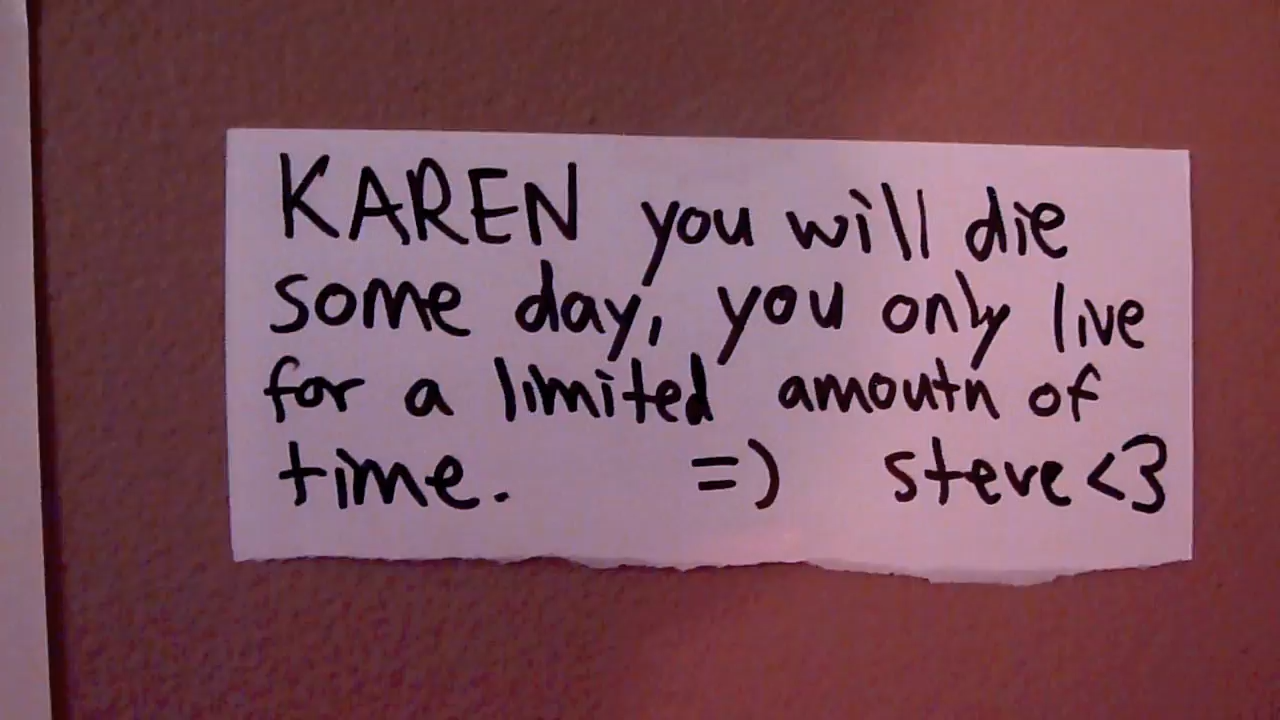 KAREN you will die
some day, you only live
for a limited amoutn of
time. =) steve<3